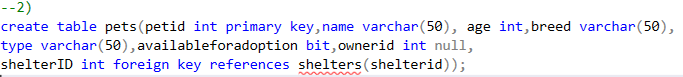 --2)
create table pets(petid int primary key,name varchar(50), age int,breed varchar(50),
type varchar(50),availableforadoption bit,ownerid int null,
shelterID int foreign key references shelters(shelterid));